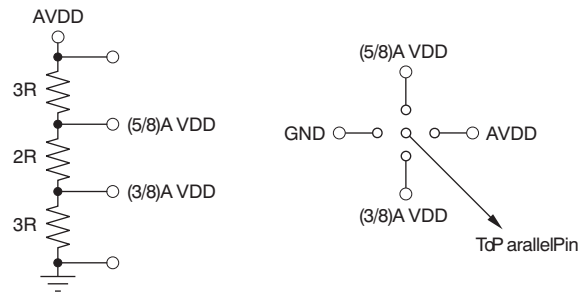 AVDD
3R
(5/8)A VDD
2R
(3/8)A VDD
3R
(5/8)A VDD
GND
AVDD
(3/8)A VDD
ToP arallelPin